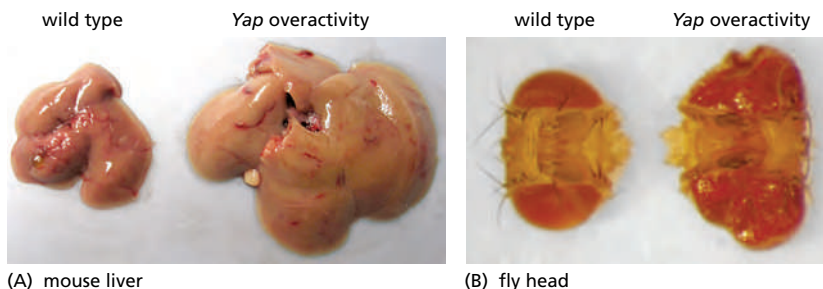 wild type Yap overactivity wild type Yap overactivity
(A) mouse liver (B) fly head